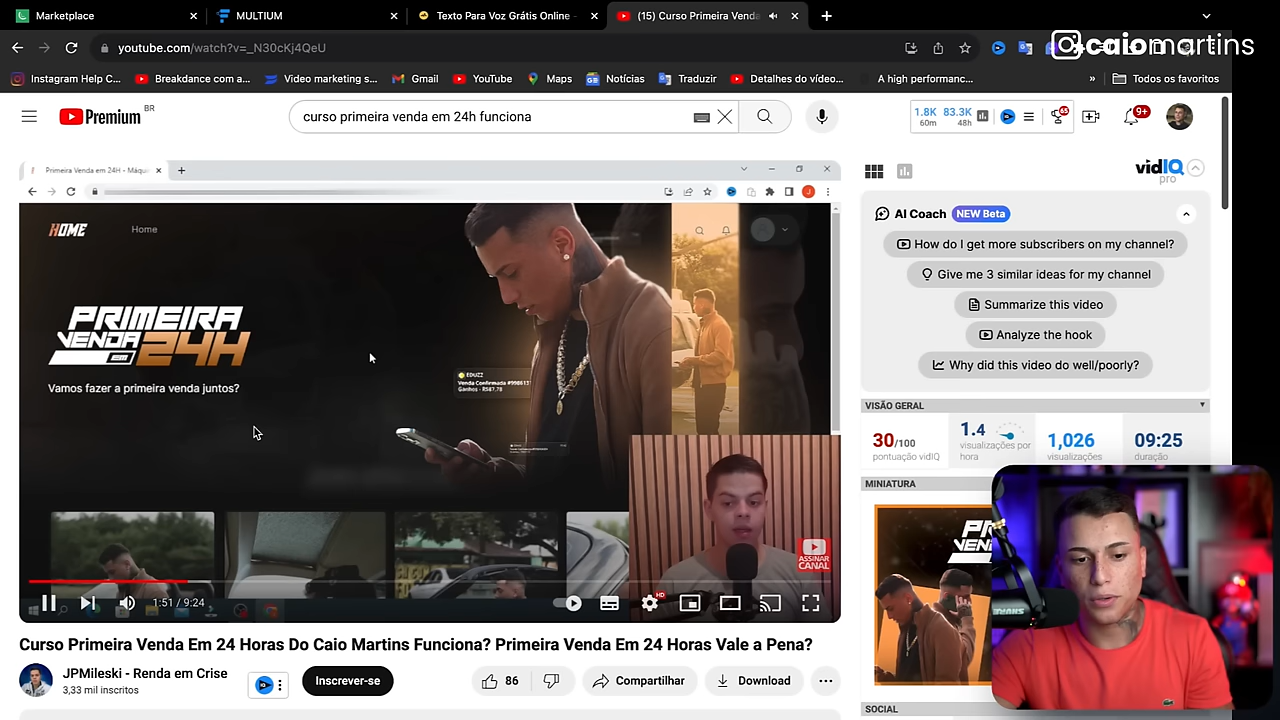 Marketplace
MULTIUM
Texto Para Voz Grátis Online -
(15) Curso Primeira Venda
youtube.com/watch?v=_N30cKj4QeU
caiomartins
Instagram Help C...
Breakdance com a...
Video marketing s...
Gmail
YouTube
Maps
Notícias
Traduzir
Detalhes do vídeo...
A high performanc...
»
Todos os favoritos
Premium
BR
curso primeira venda em 24h funciona
1.8K
60m
83.3K
48h
65
9+
Primeira Venda em 24H - Máqu
HOME
Home
PRIMEIRA
VENDA
em
24H
Vamos fazer a primeira venda juntos?
EDUZZ
Venda Confirmada
ASSINAR
CANAL
1:51 / 9:24
HD
vidIQ
pro
AI Coach
NEW Beta
How do I get more subscribers on my channel?
Give me 3 similar ideas for my channel
Summarize this video
Analyze the hook
Why did this video do well/poorly?
VISÃO GERAL
30/100
pontuação vidIQ
1.4
visualizações por
hora
1,026
visualizações
09:25
duração
MINIATURA
PR
VEN
SOCIAL
Curso Primeira Venda Em 24 Horas Do Caio Martins Funciona? Primeira Venda Em 24 Horas Vale a Pena?
JPMileski - Renda em Crise
3,33 mil inscritos
Inscrever-se
86
Compartilhar
Download